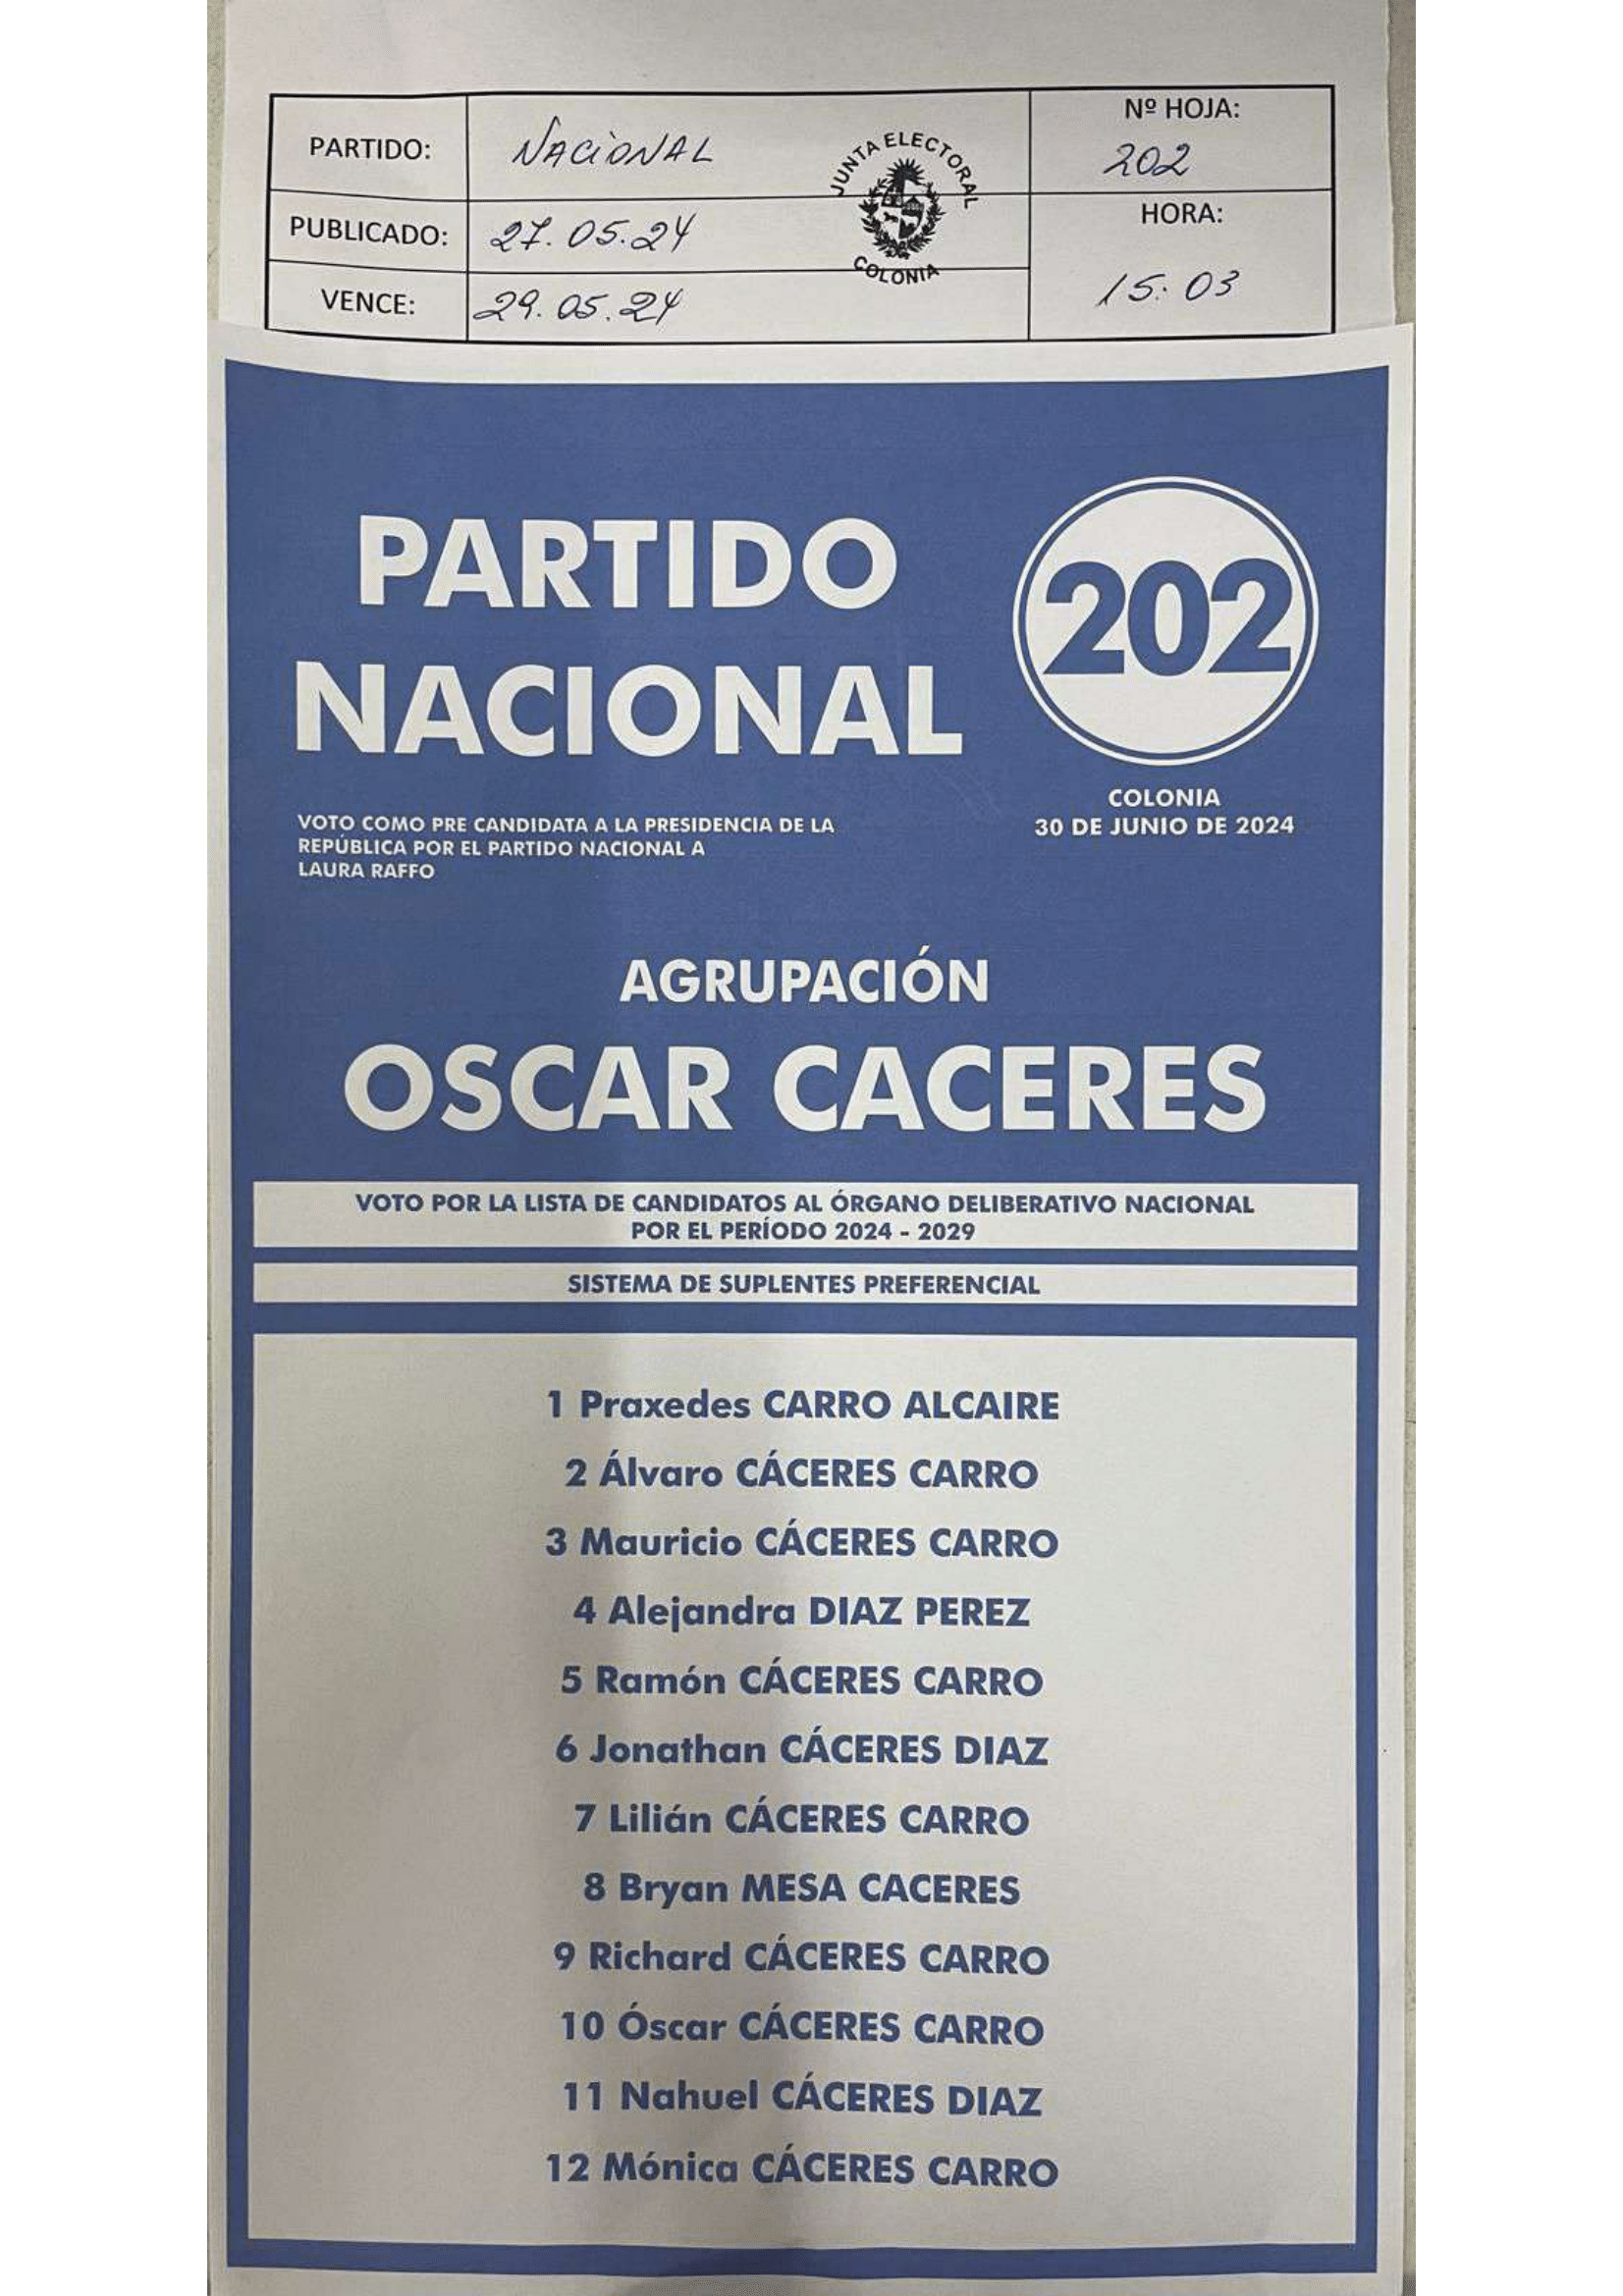 PARTIDO:
NACIONAL
JUNTA ELECTORAL
COLONIA
Nº HOJA:
202
PUBLICADO:
27.05.24
HORA:
15:03
VENCE:
29.05.24
PARTIDO
NACIONAL
202
COLONIA
30 DE JUNIO DE 2024
VOTO COMO PRE CANDIDATA A LA PRESIDENCIA DE LA
REPÚBLICA POR EL PARTIDO NACIONAL A
LAURA RAFFO
AGRUPACIÓN
OSCAR CACERES
VOTO POR LA LISTA DE CANDIDATOS AL ÓRGANO DELIBERATIVO NACIONAL
POR EL PERÍODO 2024 - 2029
SISTEMA DE SUPLENTES PREFERENCIAL
1 Praxedes CARRO ALCAIRE
2 Álvaro CÁCERES CARRO
3 Mauricio CÁCERES CARRO
4 Alejandra DIAZ PEREZ
5 Ramón CÁCERES CARRO
6 Jonathan CÁCERES DIAZ
7 Lilián CÁCERES CARRO
8 Bryan MESA CACERES
9 Richard CÁCERES CARRO
10 Óscar CÁCERES CARRO
11 Nahuel CÁCERES DIAZ
12 Mónica CÁCERES CARRO